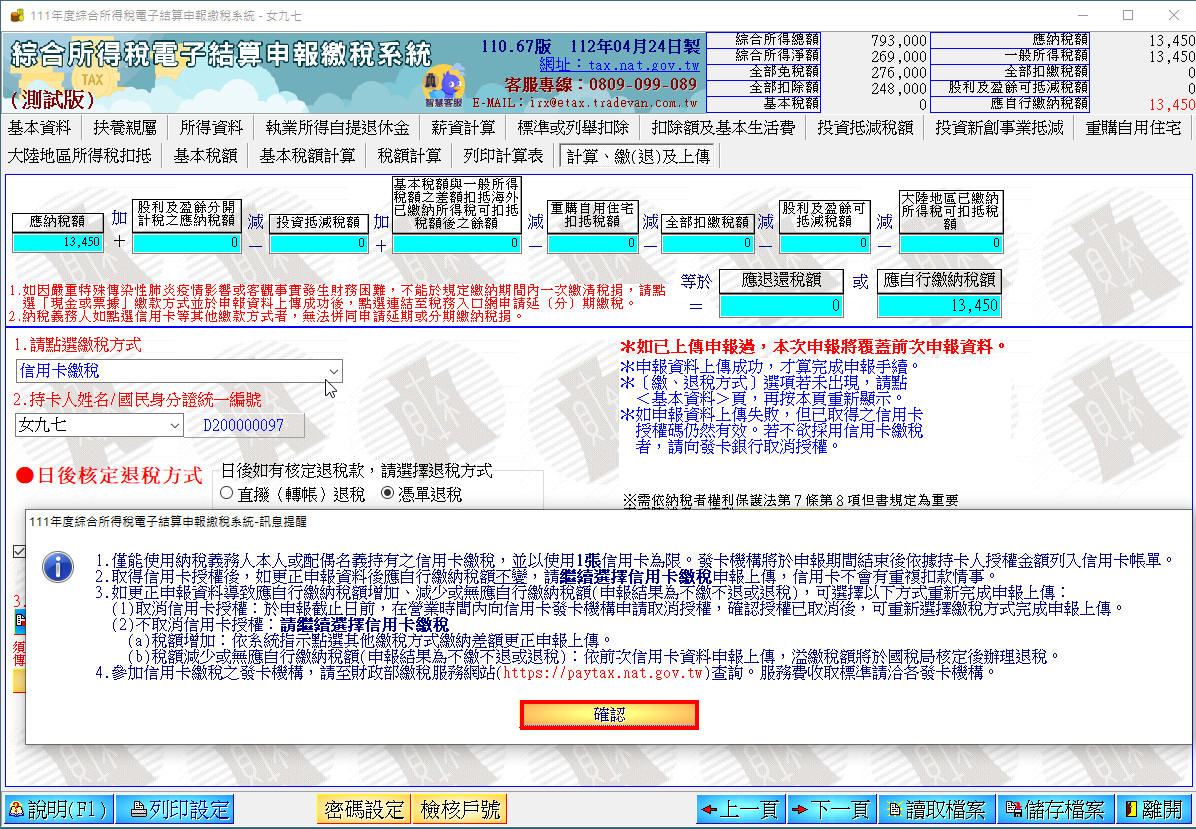 111年度綜合所得稅電子結算申報繳稅系統 - 女九七
綜合所得稅電子結算申報繳稅系統
TAX
(測試版)
110.67版 112年04月24日製
網址：tax.nat.gov.tw
客服專線：0809-099-089
E-MAIL：irx@etax.tradevan.com.tw
智慧客服
綜合所得總額 793,000 應納稅額 13,450
綜合所得淨額 269,000 一般所得稅額 13,450
全部免稅額 276,000 全部扣繳稅額 0
全部扣除額 248,000 股利及盈餘可抵減稅額 0
基本稅額 0 應自行繳納稅額 13,450
基本資料 扶養親屬 所得資料 執業所得自提退休金 薪資計算 標準或列舉扣除 扣除額及基本生活費 投資抵減稅額 投資新創事業抵減 重購自用住宅
大陸地區所得稅扣抵 基本稅額 基本稅額計算 稅額計算 列印計算表 計算、繳(退)及上傳
應納稅額
13,450
加
+
股利及盈餘分開
計稅之應納稅額
0
減
—
投資抵減稅額
0
加
+
基本稅額與一般所得
稅額之差額扣抵海外
已繳納所得稅可扣抵
稅額後之餘額
0
減
—
重購自用住宅
扣抵稅額
0
減
—
全部扣繳稅額
0
減
—
股利及盈餘可
抵減稅額
0
減
—
大陸地區已繳納
所得稅可扣抵稅
額
0
1.如因嚴重特殊傳染性肺炎疫情影響或客觀事實發生財務困難，不能於規定繳納期間內一次繳清稅捐，請點
選「現金或票據」繳款方式並於申報資料上傳成功後，點選連結至稅務入口網申請延（分）期繳稅。
2.納稅義務人如點選信用卡等其他繳款方式者，無法併同申請延期或分期繳納稅捐。
等於
=
應退還稅額
0
或
應自行繳納稅額
13,450
1.請點選繳稅方式
信用卡繳稅
2.持卡人姓名/國民身分證統一編號
女九七 D200000097
●日後核定退稅方式
日後如有核定退稅款，請選擇退稅方式
直撥（轉帳）退稅 憑單退稅
＊如已上傳申報過，本次申報將覆蓋前次申報資料。
＊申報資料上傳成功，才算完成申報手續。
＊〔繳、退稅方式〕選項若未出現，請點
＜基本資料＞頁，再按本頁重新顯示。
＊如申報資料上傳失敗，但已取得之信用卡
授權碼仍然有效。若不欲採用信用卡繳稅
者，請向發卡銀行取消授權。
※需依納稅者權利保護法第7條第8項但書規定為重要
3.
須
傳
111年度綜合所得稅電子結算申報繳稅系統-訊息提醒
1.僅能使用納稅義務人本人或配偶名義持有之信用卡繳稅，並以使用1張信用卡為限。發卡機構將於申報期間結束後依據持卡人授權金額列入信用卡帳單。
2.取得信用卡授權後，如更正申報資料後應自行繳納稅額不變，請繼續選擇信用卡繳稅申報上傳，信用卡不會有重複扣款情事。
3.如更正申報資料導致應自行繳納稅額增加、減少或無應自行繳納稅額(申報結果為不繳不退或退稅)，可選擇以下方式重新完成申報上傳：
(1)取消信用卡授權：於申報截止日前，在營業時間內向信用卡發卡機構申請取消授權，確認授權已取消後，可重新選擇繳稅方式完成申報上傳。
(2)不取消信用卡授權：請繼續選擇信用卡繳稅
(a)稅額增加：依系統指示點選其他繳稅方式繳納差額更正申報上傳。
(b)稅額減少或無應自行繳納稅額(申報結果為不繳不退或退稅)：依前次信用卡資料申報上傳，溢繳稅額將於國稅局核定後辦理退稅。
4.參加信用卡繳稅之發卡機構，請至財政部繳稅服務網站(https://paytax.nat.gov.tw)查詢。服務費收取標準請洽各發卡機構。
確認
說明(F1) 列印設定 密碼設定 檢核戶號 上一頁 下一頁 讀取檔案 儲存檔案 離開